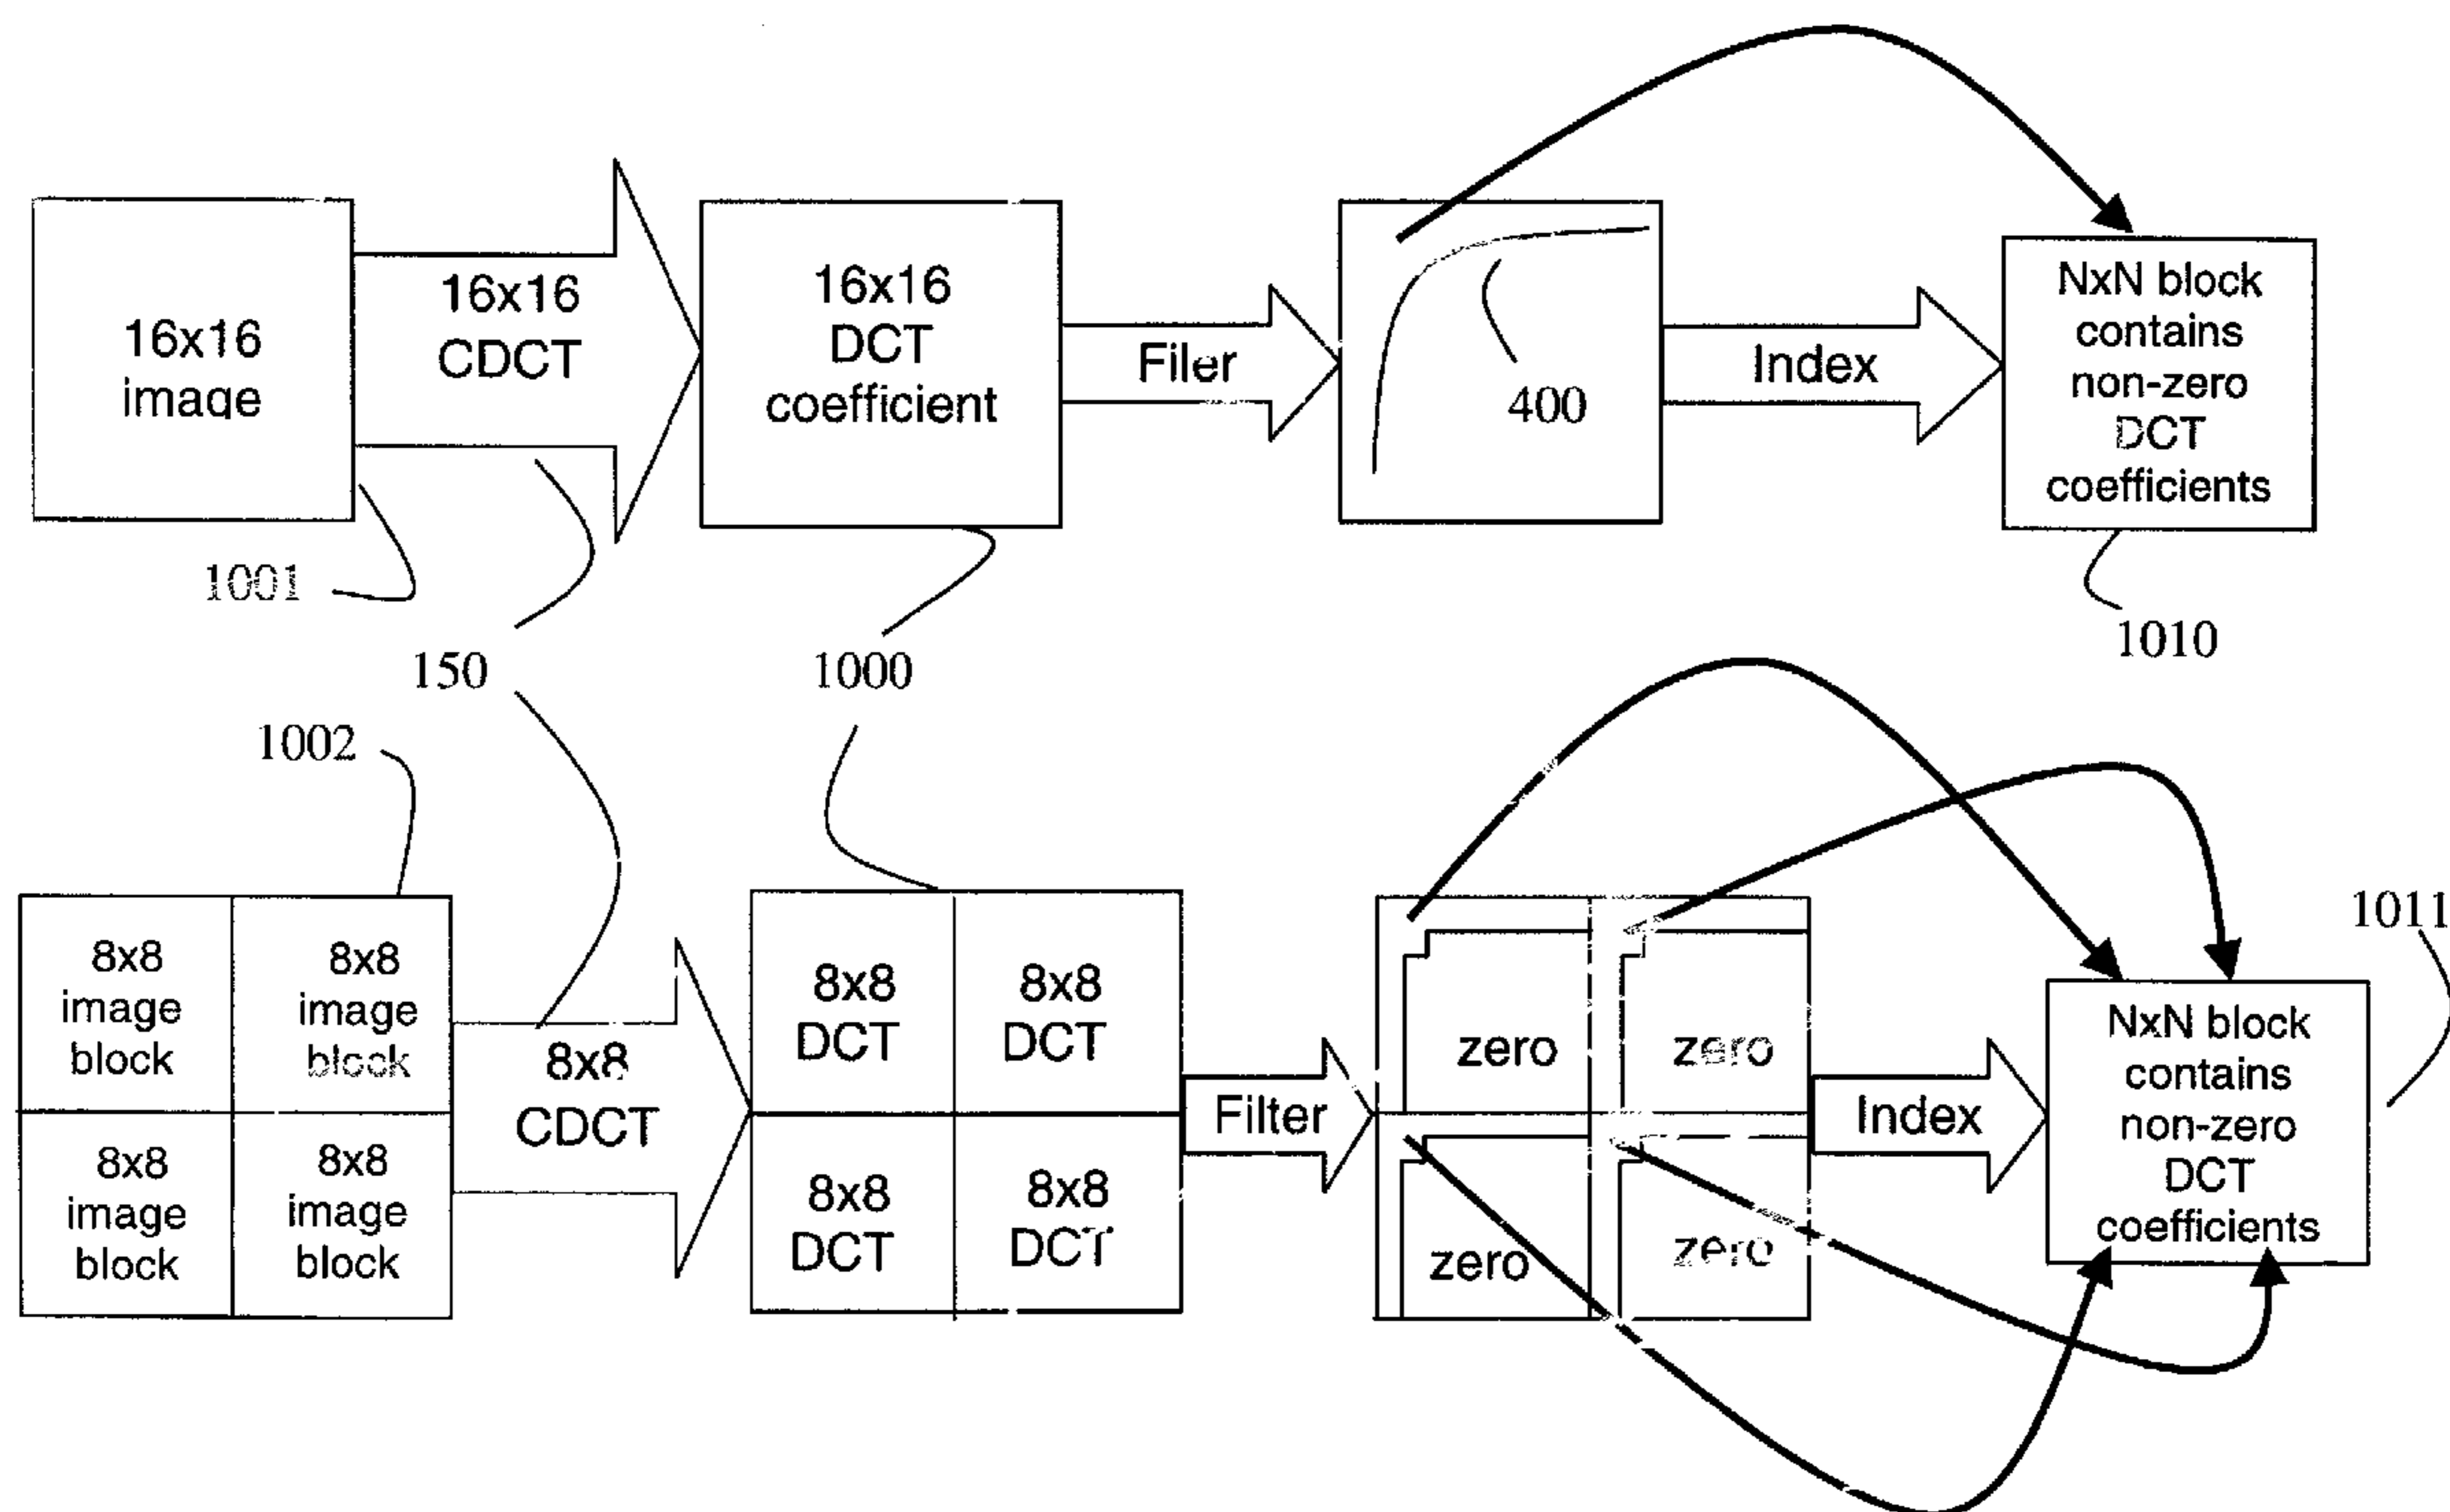 16x16
image
16x16
CDCT
16x16
DCT
coefficient
Filer
400
Index
NxN block
contains
non-zero
DCT
coefficients
1001
150
1000
1010
1002
1011
8x8
image
block
8x8
image
block
8x8
image
block
8x8
image
block
8x8
CDCT
8x8
DCT
8x8
DCT
8x8
DCT
8x8
DCT
Filter
zero
zero
zero
zero
Index
NxN block
contains
non-zero
DCT
coefficients